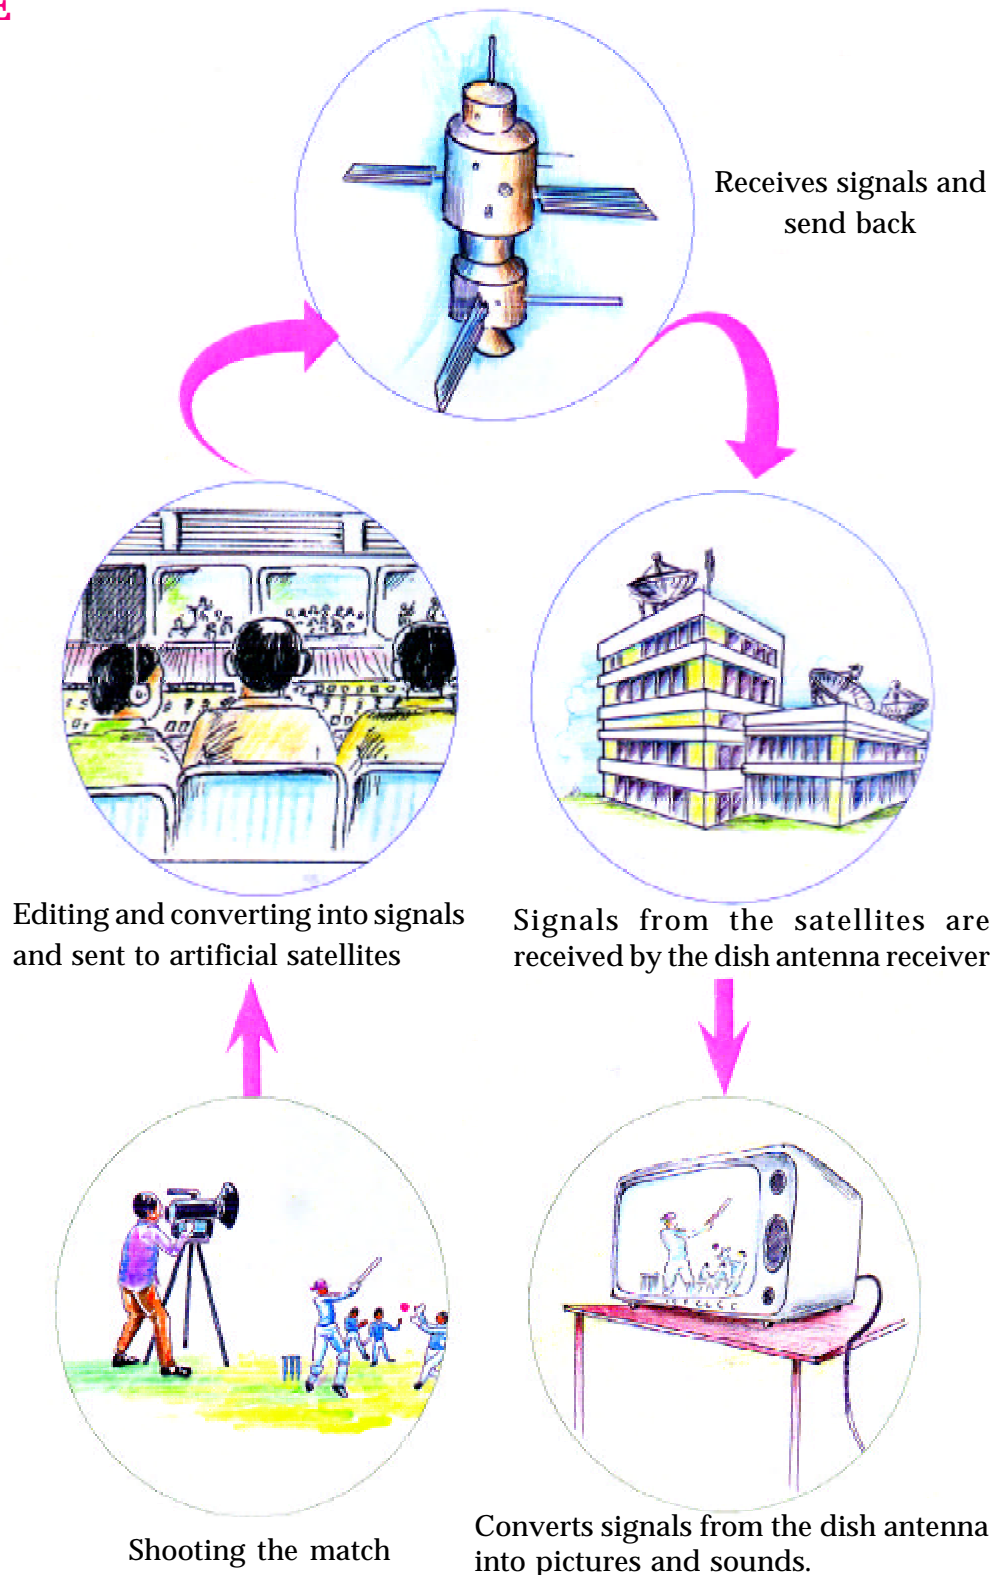 E
Receives signals and
send back
Editing and converting into signals
and sent to artificial satellites
Signals from the satellites are
received by the dish antenna receiver
Shooting the match
Converts signals from the dish antenna
into pictures and sounds.